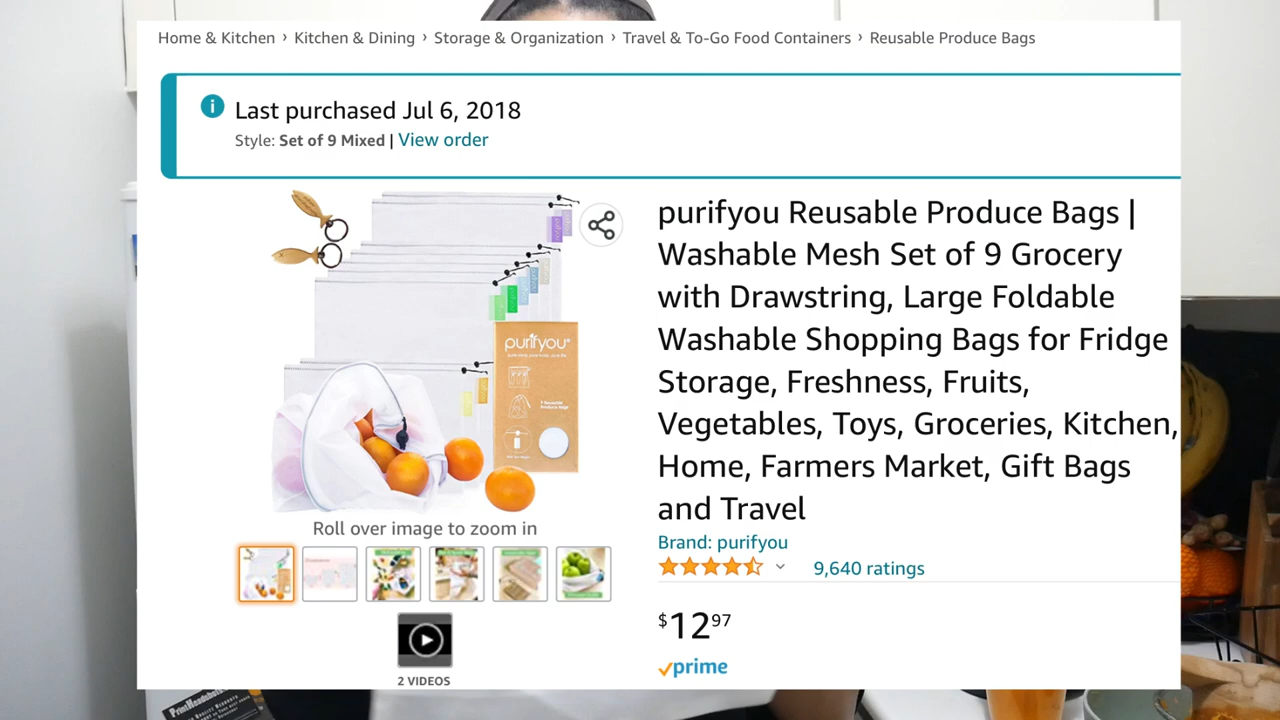 Home & Kitchen › Kitchen & Dining › Storage & Organization › Travel & To-Go Food Containers › Reusable Produce Bags
Last purchased Jul 6, 2018
Style: Set of 9 Mixed | View order
purifyou Reusable Produce Bags |
Washable Mesh Set of 9 Grocery
with Drawstring, Large Foldable
Washable Shopping Bags for Fridge
Storage, Freshness, Fruits,
Vegetables, Toys, Groceries, Kitchen,
Home, Farmers Market, Gift Bags
and Travel
Brand: purifyou
9,640 ratings
$12.97
prime
purifyou
Roll over image to zoom in
2 VIDEOS